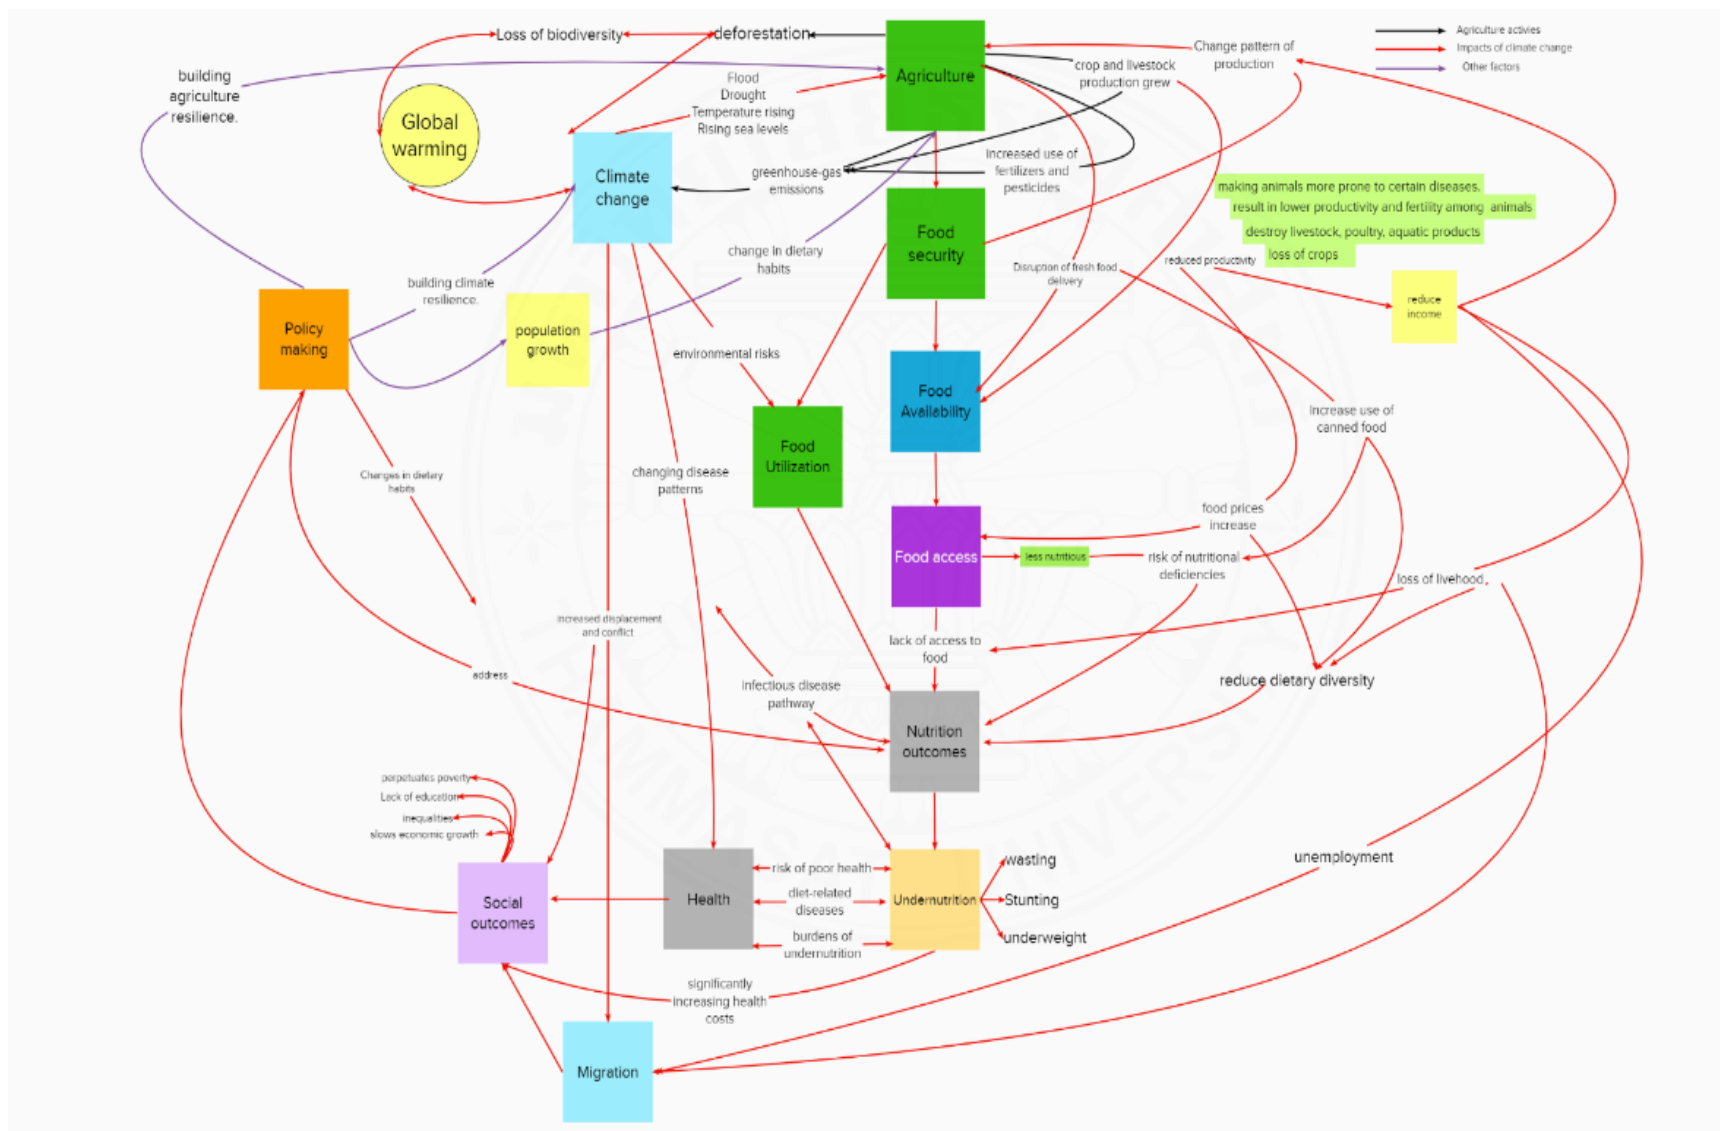 Loss of biodiversity
deforestation
Agriculture
Agriculture activies
Impacts of climate change
Other factors
Change pattern of
production
crop and livestock
production grew
building
agriculture
resilience.
Flood
Drought
Temperature rising
Rising sea levels
Global
warming
Climate
change
greenhouse-gas
emissions
increased use of
fertilizers and
pesticides
making animals more prone to certain diseases.
result in lower productivity and fertility among animals
destroy livestock, poultry, aquatic products
loss of crops
Food
security
change in dietary
habits
Disruption of fresh food
delivery
reduced productivity
building climate
resilience.
reduce
income
Policy
making
population
growth
environmental risks
Food
Availability
Increase use of
canned food
Food
Utilization
Changes in dietary
habits
changing disease
patterns
food prices
increase
Food access
less nutritious
risk of nutritional
deficiencies
loss of livehood
increased displacement
and conflict
lack of access to
food
address
Infectious disease
pathway
reduce dietary diversity
Nutrition
outcomes
perpetuates poverty
Lack of education
inequalities
slows economic growth
unemployment
wasting
risk of poor health
Social
outcomes
Health
diet-related
diseases
Undernutrition
Stunting
burdens of
undernutrition
underweight
significantly
increasing health
costs
Migration